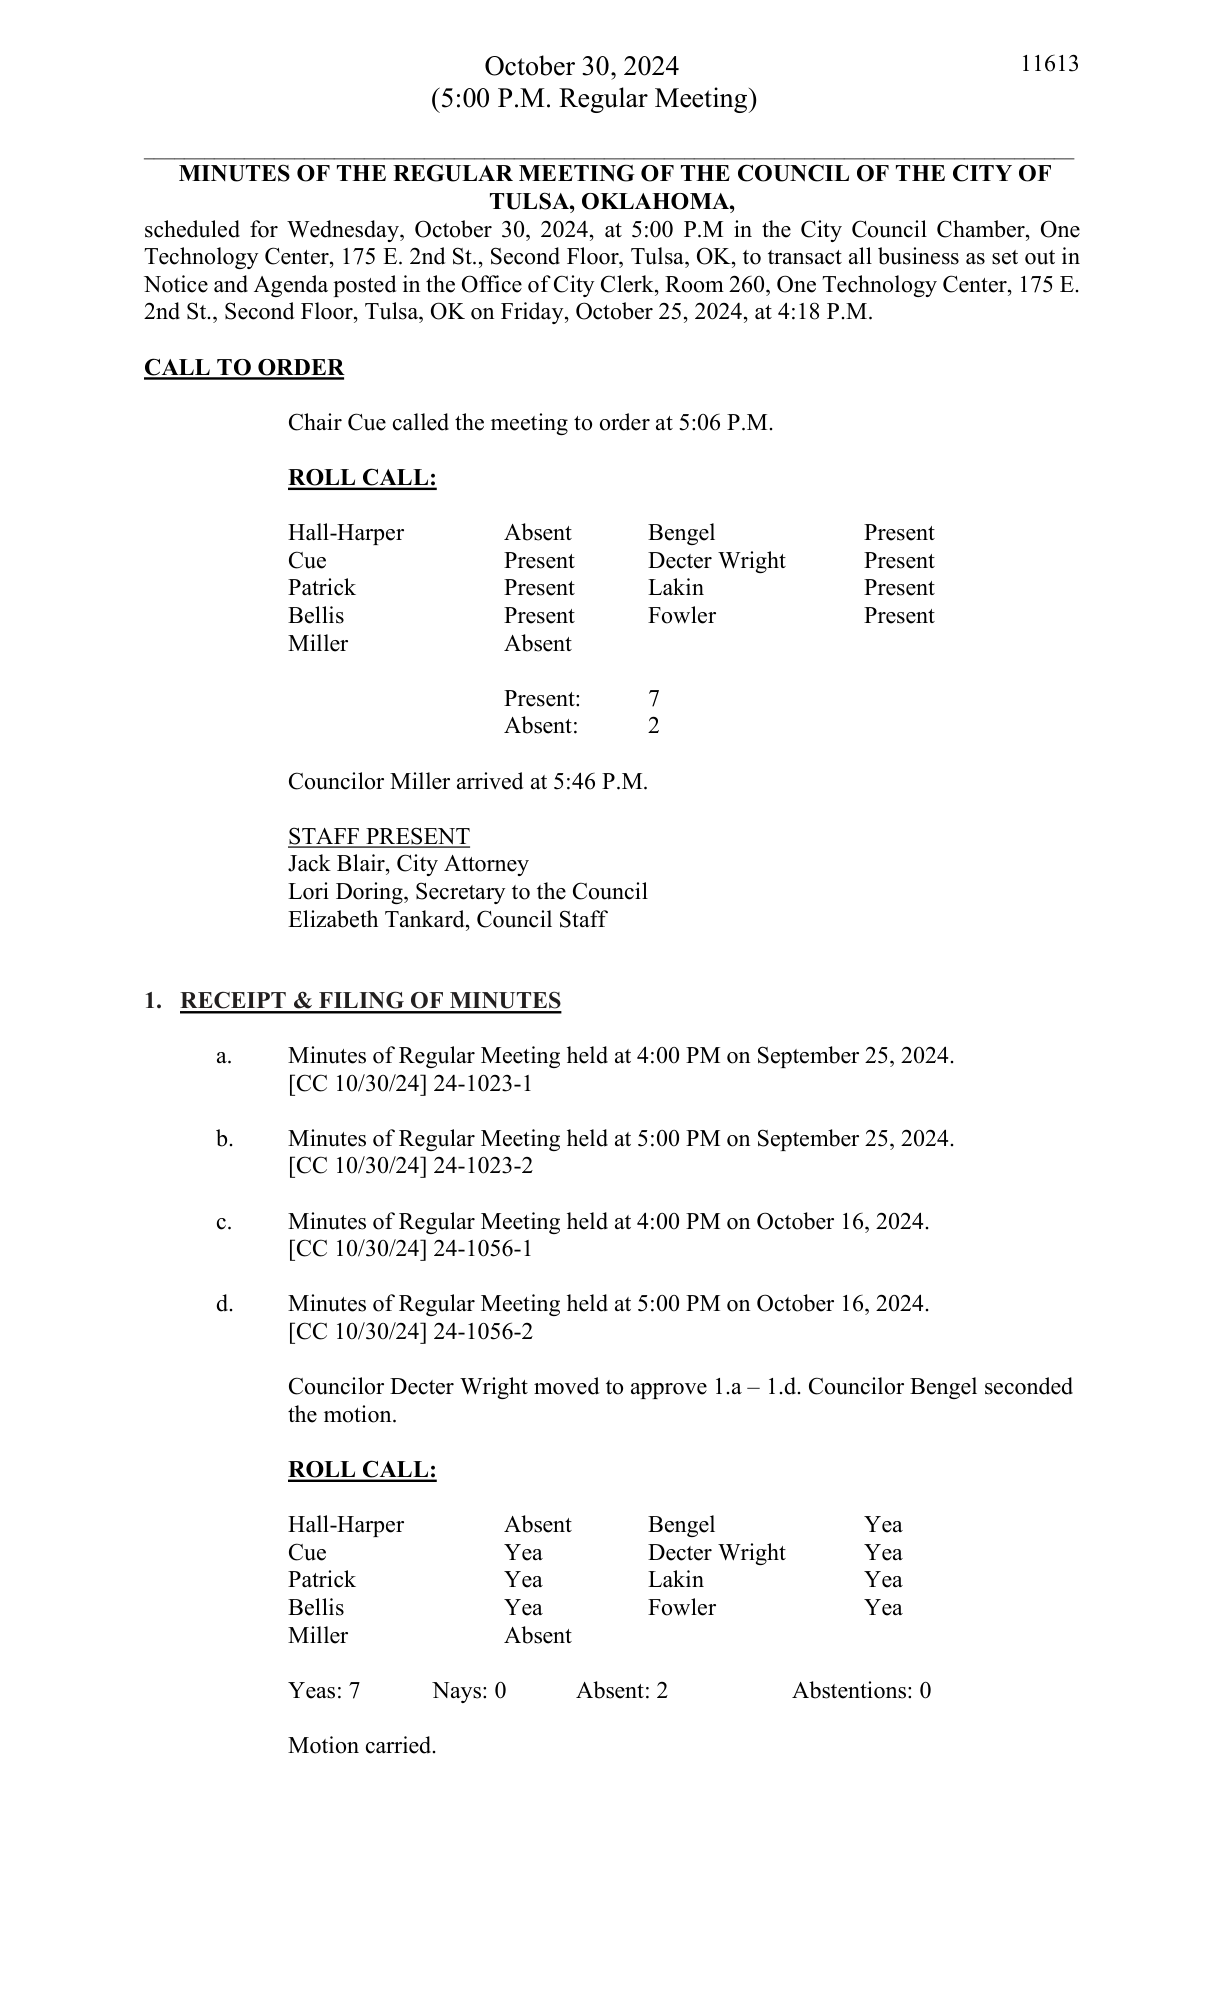 October 30, 2024 11613
(5:00 P.M. Regular Meeting)
MINUTES OF THE REGULAR MEETING OF THE COUNCIL OF THE CITY OF
TULSA, OKLAHOMA,
scheduled for Wednesday, October 30, 2024, at 5:00 P.M in the City Council Chamber, One
Technology Center, 175 E. 2nd St., Second Floor, Tulsa, OK, to transact all business as set out in
Notice and Agenda posted in the Office of City Clerk, Room 260, One Technology Center, 175 E.
2nd St., Second Floor, Tulsa, OK on Friday, October 25, 2024, at 4:18 P.M.
CALL TO ORDER
Chair Cue called the meeting to order at 5:06 P.M.
ROLL CALL:
Hall-Harper Absent Bengel Present
Cue Present Decter Wright Present
Patrick Present Lakin Present
Bellis Present Fowler Present
Miller Absent
Present: 7
Absent: 2
Councilor Miller arrived at 5:46 P.M.
STAFF PRESENT
Jack Blair, City Attorney
Lori Doring, Secretary to the Council
Elizabeth Tankard, Council Staff
1. RECEIPT & FILING OF MINUTES
a. Minutes of Regular Meeting held at 4:00 PM on September 25, 2024.
[CC 10/30/24] 24-1023-1
b. Minutes of Regular Meeting held at 5:00 PM on September 25, 2024.
[CC 10/30/24] 24-1023-2
c. Minutes of Regular Meeting held at 4:00 PM on October 16, 2024.
[CC 10/30/24] 24-1056-1
d. Minutes of Regular Meeting held at 5:00 PM on October 16, 2024.
[CC 10/30/24] 24-1056-2
Councilor Decter Wright moved to approve 1.a – 1.d. Councilor Bengel seconded
the motion.
ROLL CALL:
Hall-Harper Absent Bengel Yea
Cue Yea Decter Wright Yea
Patrick Yea Lakin Yea
Bellis Yea Fowler Yea
Miller Absent
Yeas: 7 Nays: 0 Absent: 2 Abstentions: 0
Motion carried.